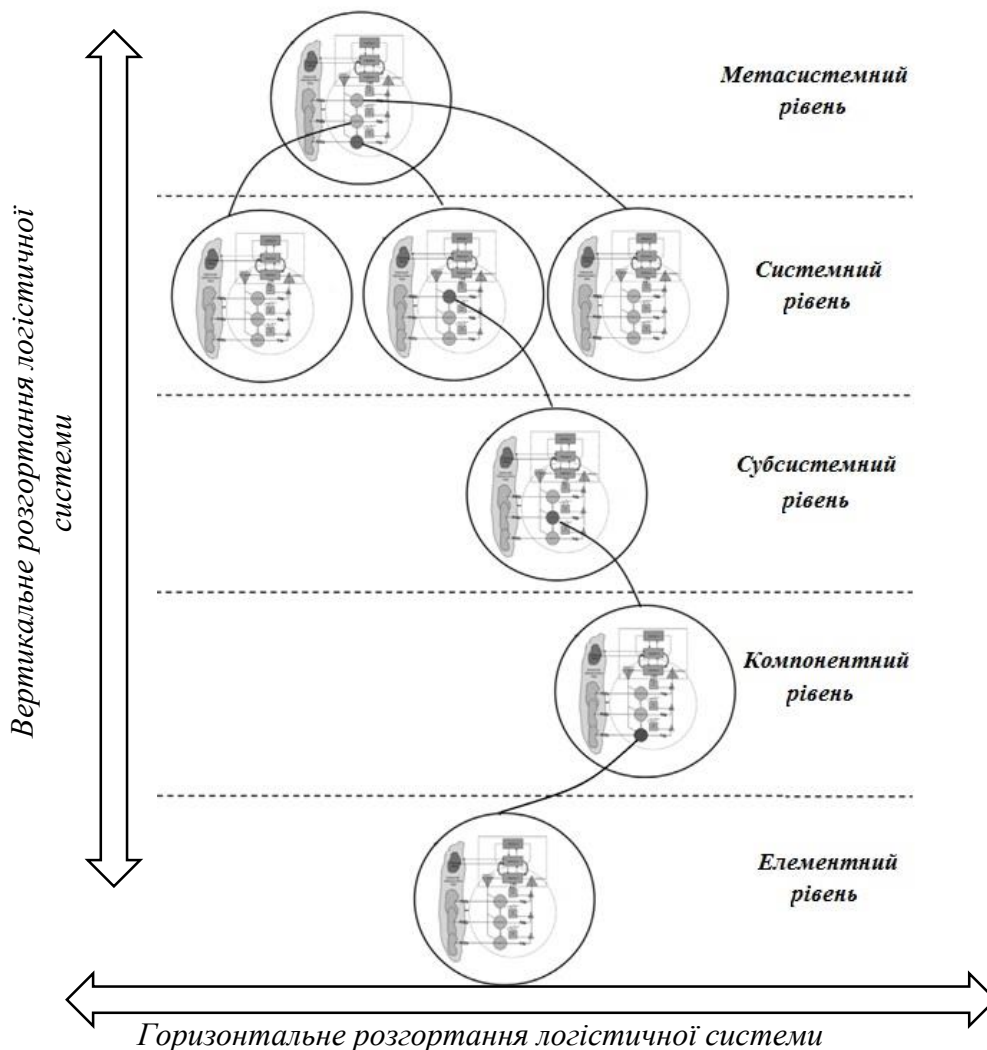 Вертикальне розгортання логістичної
системи
Метасистемний
рівень
Системний
рівень
Субсистемний
рівень
Компонентний
рівень
Елементний
рівень
Горизонтальне розгортання логістичної системи